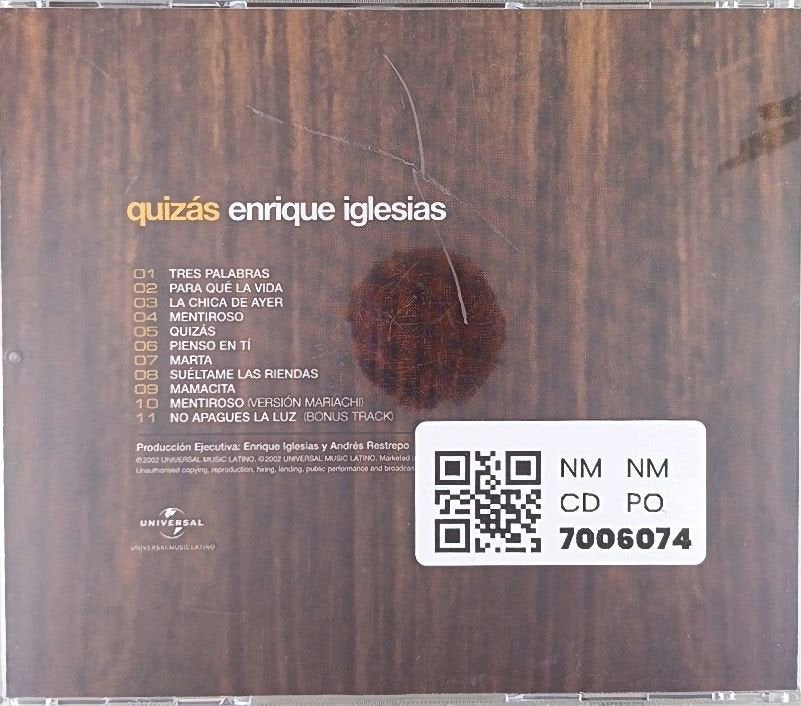 quizás enrique iglesias
01 TRES PALABRAS
02 PARA QUÉ LA VIDA
03 LA CHICA DE AYER
04 MENTIROSO
05 QUIZÁS
06 PIENSO EN TÍ
07 MARTA
08 SUÉLTAME LAS RIENDAS
09 MAMACITA
10 MENTIROSO (VERSIÓN MARIACHI)
11 NO APAGUES LA LUZ (BONUS TRACK)
Producción Ejecutiva: Enrique Iglesias y Andrés Restrepo
℗2002 UNIVERSAL MUSIC LATINO. ©2002 UNIVERSAL MUSIC LATINO. Marketed
Unauthorised copying, reproduction, hiring, lending, public performance and broadcas
UNIVERSAL
UNIVERSAL MUSIC LATINO
NM NM
CD PO
7006074